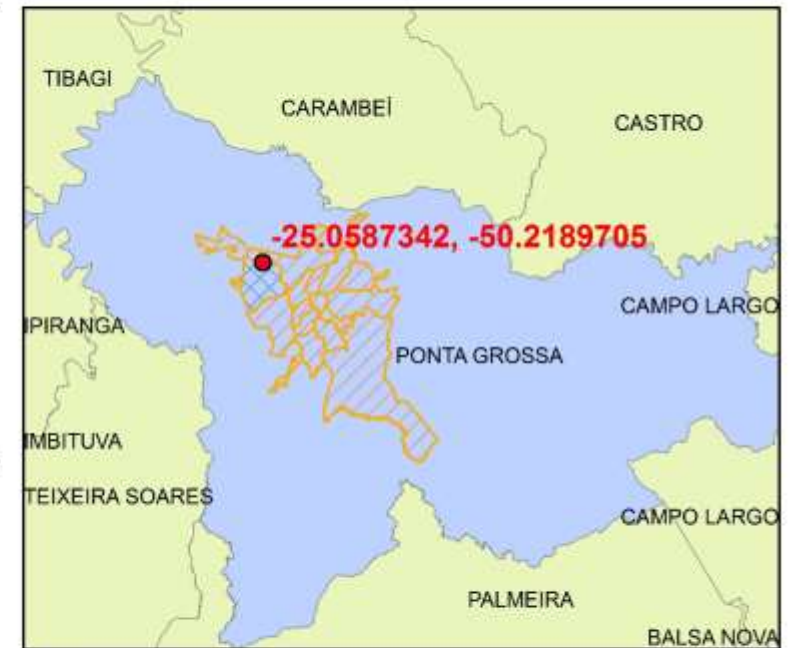 TIBAGI
CARAMBEÍ
CASTRO
-25.0587342, -50.2189705
CAMPO LARGO
IPIRANGA
PONTA GROSSA
IMBITUVA
TEIXEIRA SOARES
CAMPO LARGO
PALMEIRA
BALSA NOVA